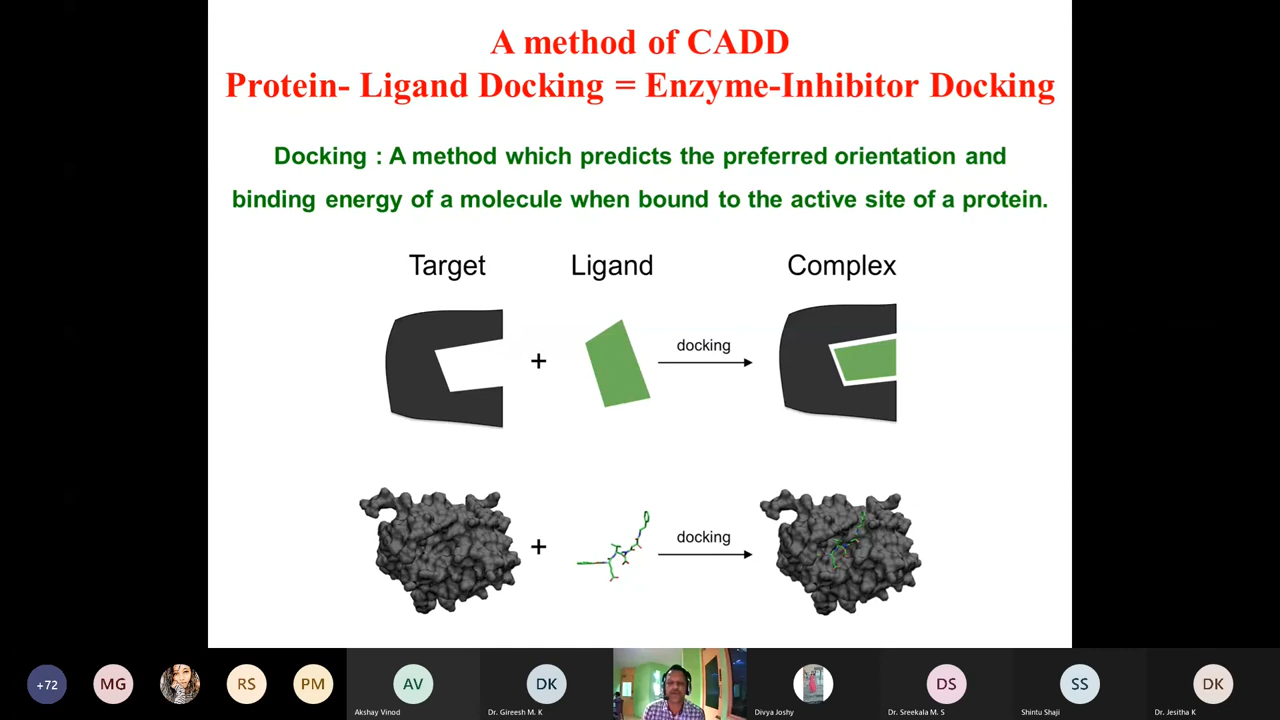 A method of CADD
Protein- Ligand Docking = Enzyme-Inhibitor Docking
Docking : A method which predicts the preferred orientation and
binding energy of a molecule when bound to the active site of a protein.
Target
Ligand
Complex
+
docking
+
docking
+72
MG
RS
PM
AV
Akshay Vinod
DK
Dr. Gireesh M. K
Divya Joshy
DS
Dr. Sreekala M. S
SS
Shintu Shaji
DK
Dr. Jesitha K